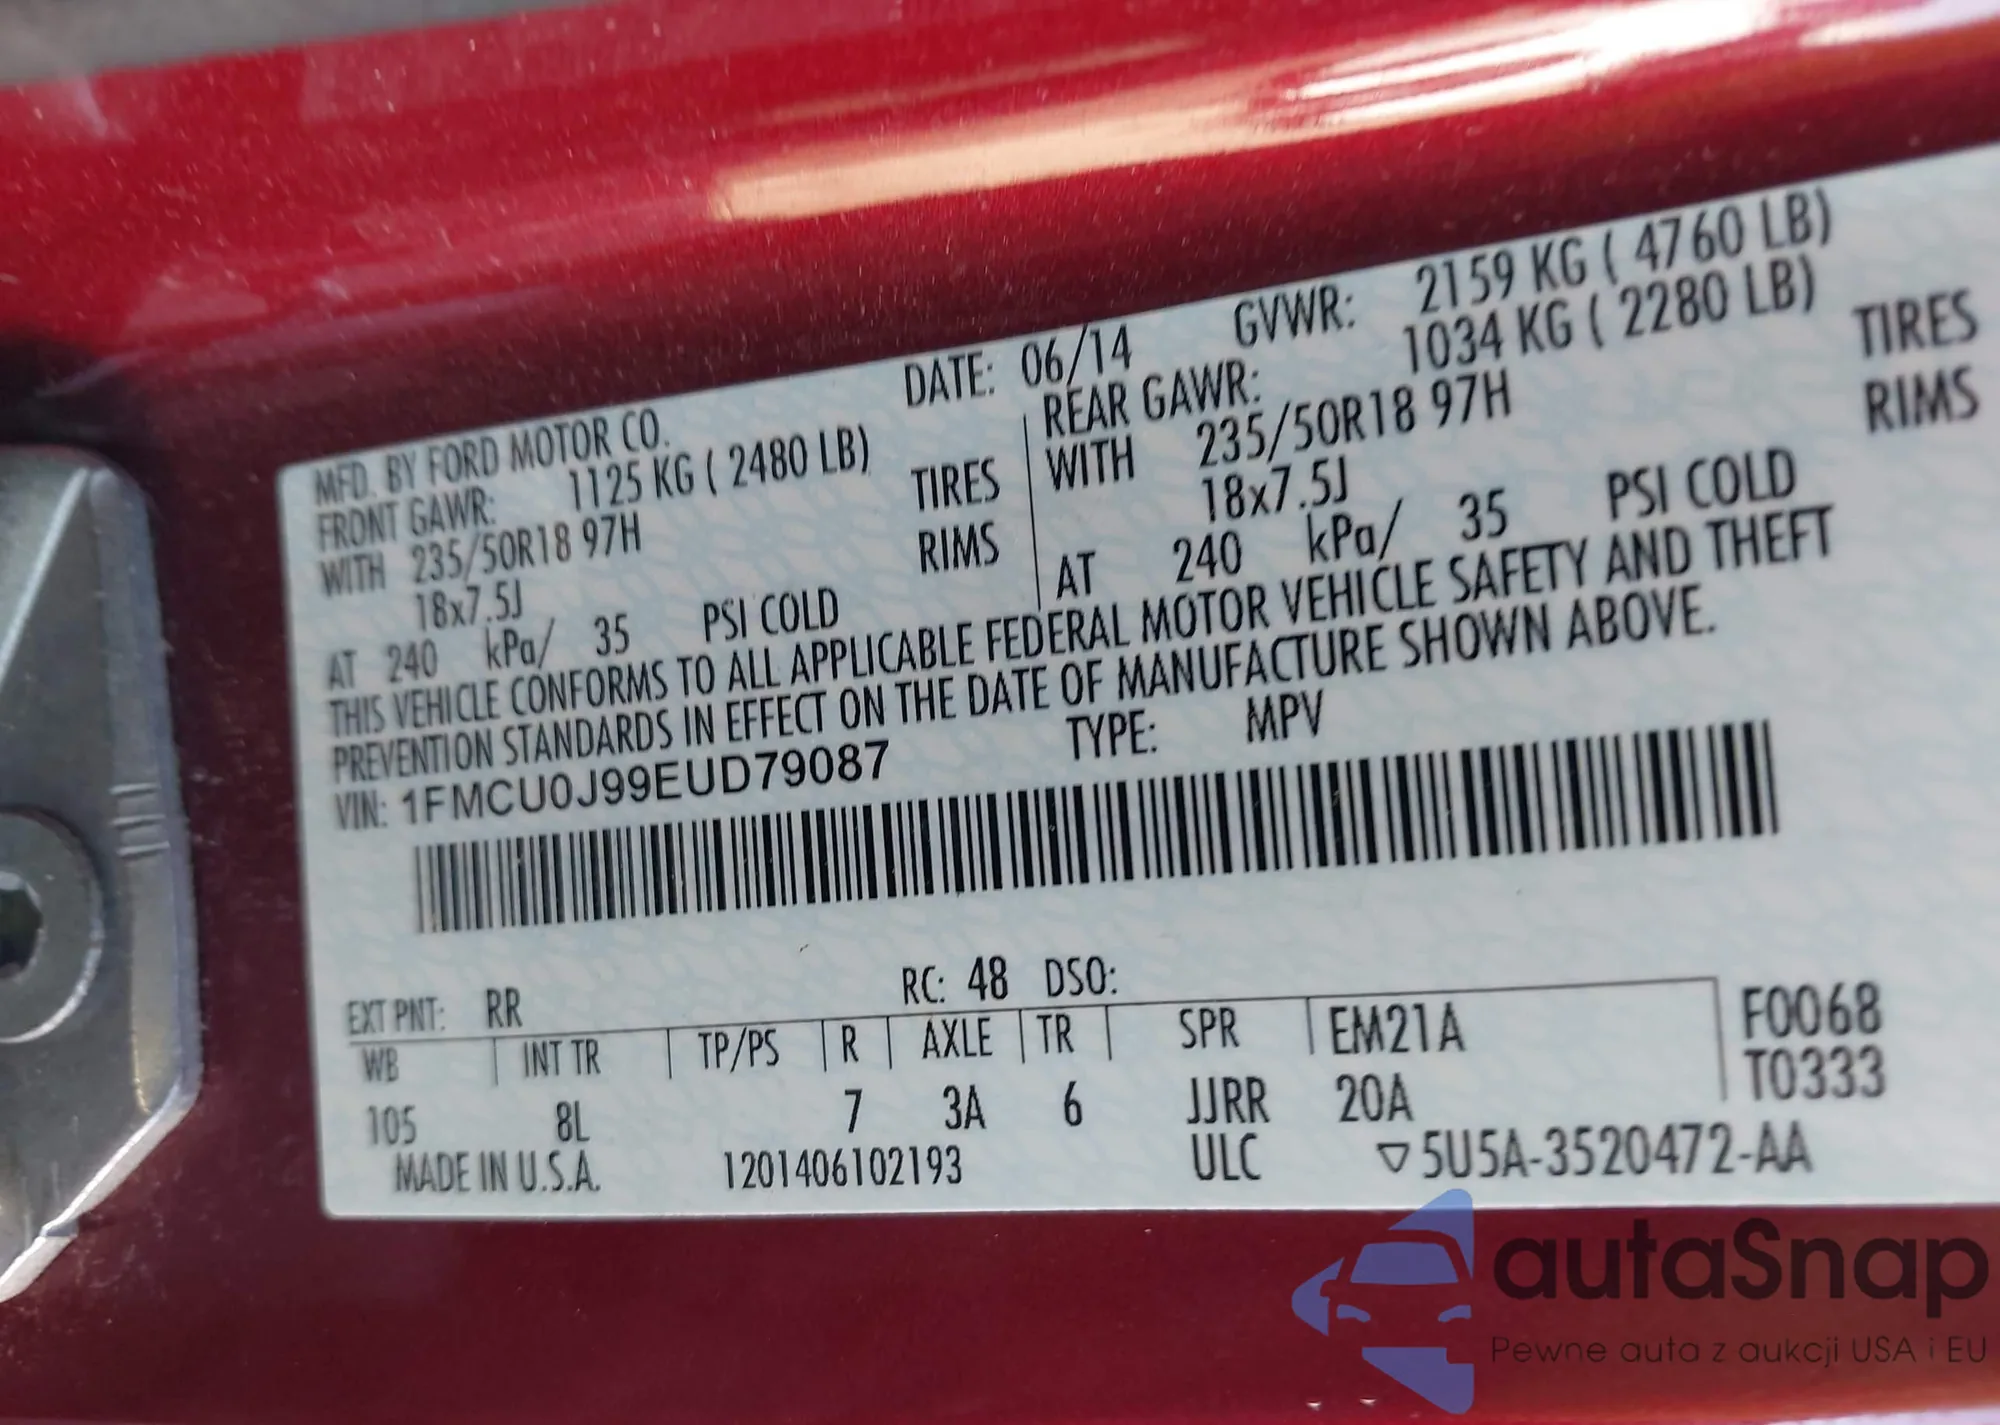 MFD. BY FORD MOTOR CO. DATE: 06/14 GVWR: 2159 KG ( 4760 LB)
FRONT GAWR: 1125 KG ( 2480 LB) REAR GAWR: 1034 KG ( 2280 LB)
WITH 235/50R18 97H TIRES WITH 235/50R18 97H TIRES
18x7.5J RIMS 18x7.5J RIMS
AT 240 kPa/ 35 PSI COLD AT 240 kPa/ 35 PSI COLD
THIS VEHICLE CONFORMS TO ALL APPLICABLE FEDERAL MOTOR VEHICLE SAFETY AND THEFT
PREVENTION STANDARDS IN EFFECT ON THE DATE OF MANUFACTURE SHOWN ABOVE.
VIN: 1FMCU0J99EUD79087 TYPE: MPV
EXT PNT: RR RC: 48 DSO:
WB INT TR TP/PS R AXLE TR SPR EM21A F0068
105 8L 7 3A 6 JJRR 20A T0333
MADE IN U.S.A. 1201406102193 ULC ▽5U5A-3520472-AA
autaSnap
Pewne auta z aukcji USA i EU